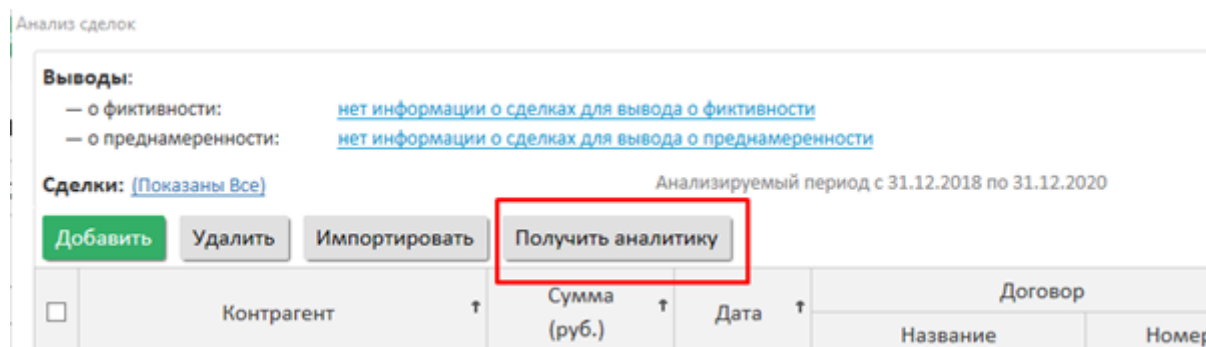 Анализ сделок
Выводы:
— о фиктивности: нет информации о сделках для вывода о фиктивности
— о преднамеренности: нет информации о сделках для вывода о преднамеренности
Сделки: (Показаны Все) Анализируемый период с 31.12.2018 по 31.12.2020
Добавить Удалить Импортировать Получить аналитику
Контрагент ↑ Сумма (руб.) ↑ Дата ↑ Договор
Название Номер